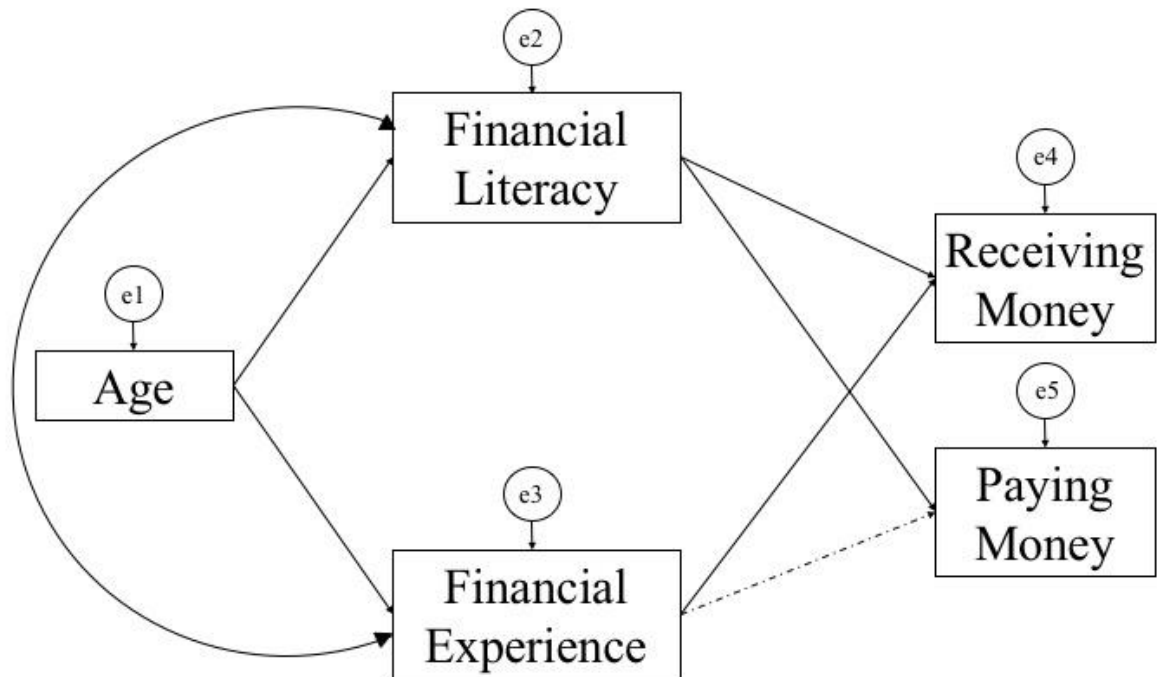 e2
Financial
Literacy
e4
Receiving
Money
e1
Age
e5
Paying
Money
e3
Financial
Experience